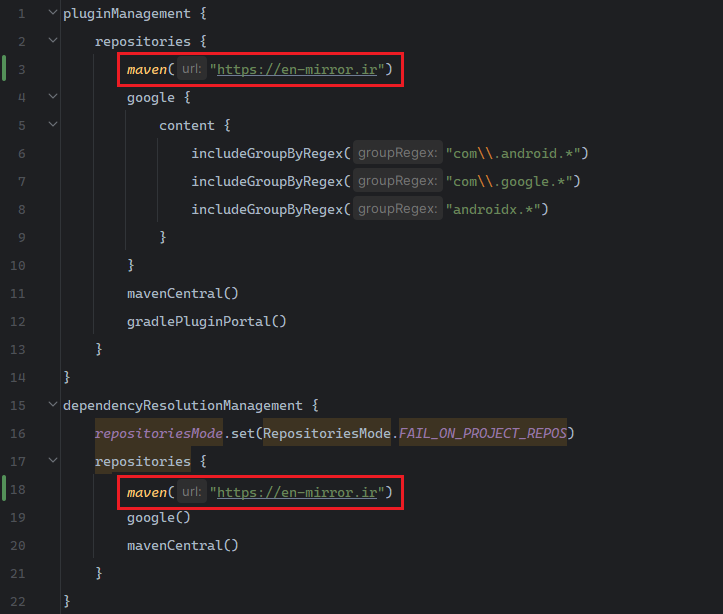 1 pluginManagement {
2     repositories {
3         maven( url: "https://en-mirror.ir")
4         google {
5             content {
6                 includeGroupByRegex( groupRegex: "com\\.android.*")
7                 includeGroupByRegex( groupRegex: "com\\.google.*")
8                 includeGroupByRegex( groupRegex: "androidx.*")
9             }
10         }
11         mavenCentral()
12         gradlePluginPortal()
13     }
14 }
15 dependencyResolutionManagement {
16     repositoriesMode.set(RepositoriesMode.FAIL_ON_PROJECT_REPOS)
17     repositories {
18         maven( url: "https://en-mirror.ir")
19         google()
20         mavenCentral()
21     }
22 }